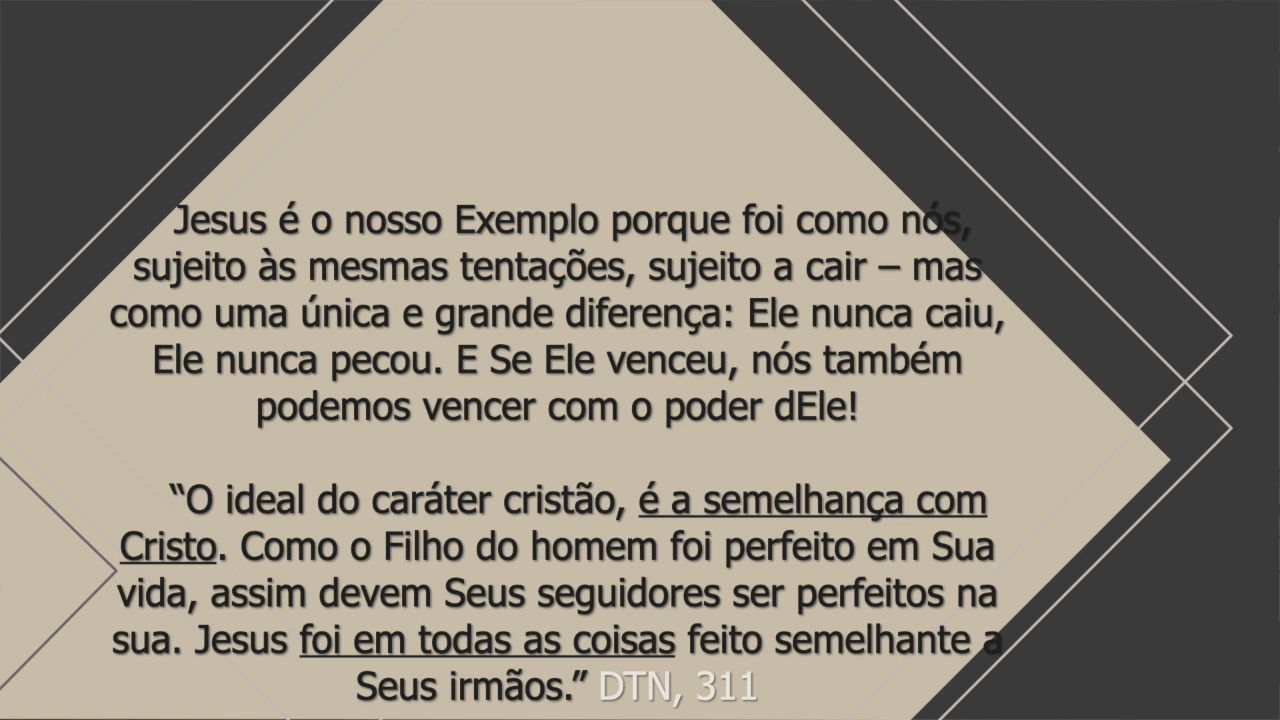 Jesus é o nosso Exemplo porque foi como nós,
sujeito às mesmas tentações, sujeito a cair – mas
como uma única e grande diferença: Ele nunca caiu,
Ele nunca pecou. E Se Ele venceu, nós também
podemos vencer com o poder dEle!
“O ideal do caráter cristão, é a semelhança com
Cristo. Como o Filho do homem foi perfeito em Sua
vida, assim devem Seus seguidores ser perfeitos na
sua. Jesus foi em todas as coisas feito semelhante a
Seus irmãos.” DTN, 311